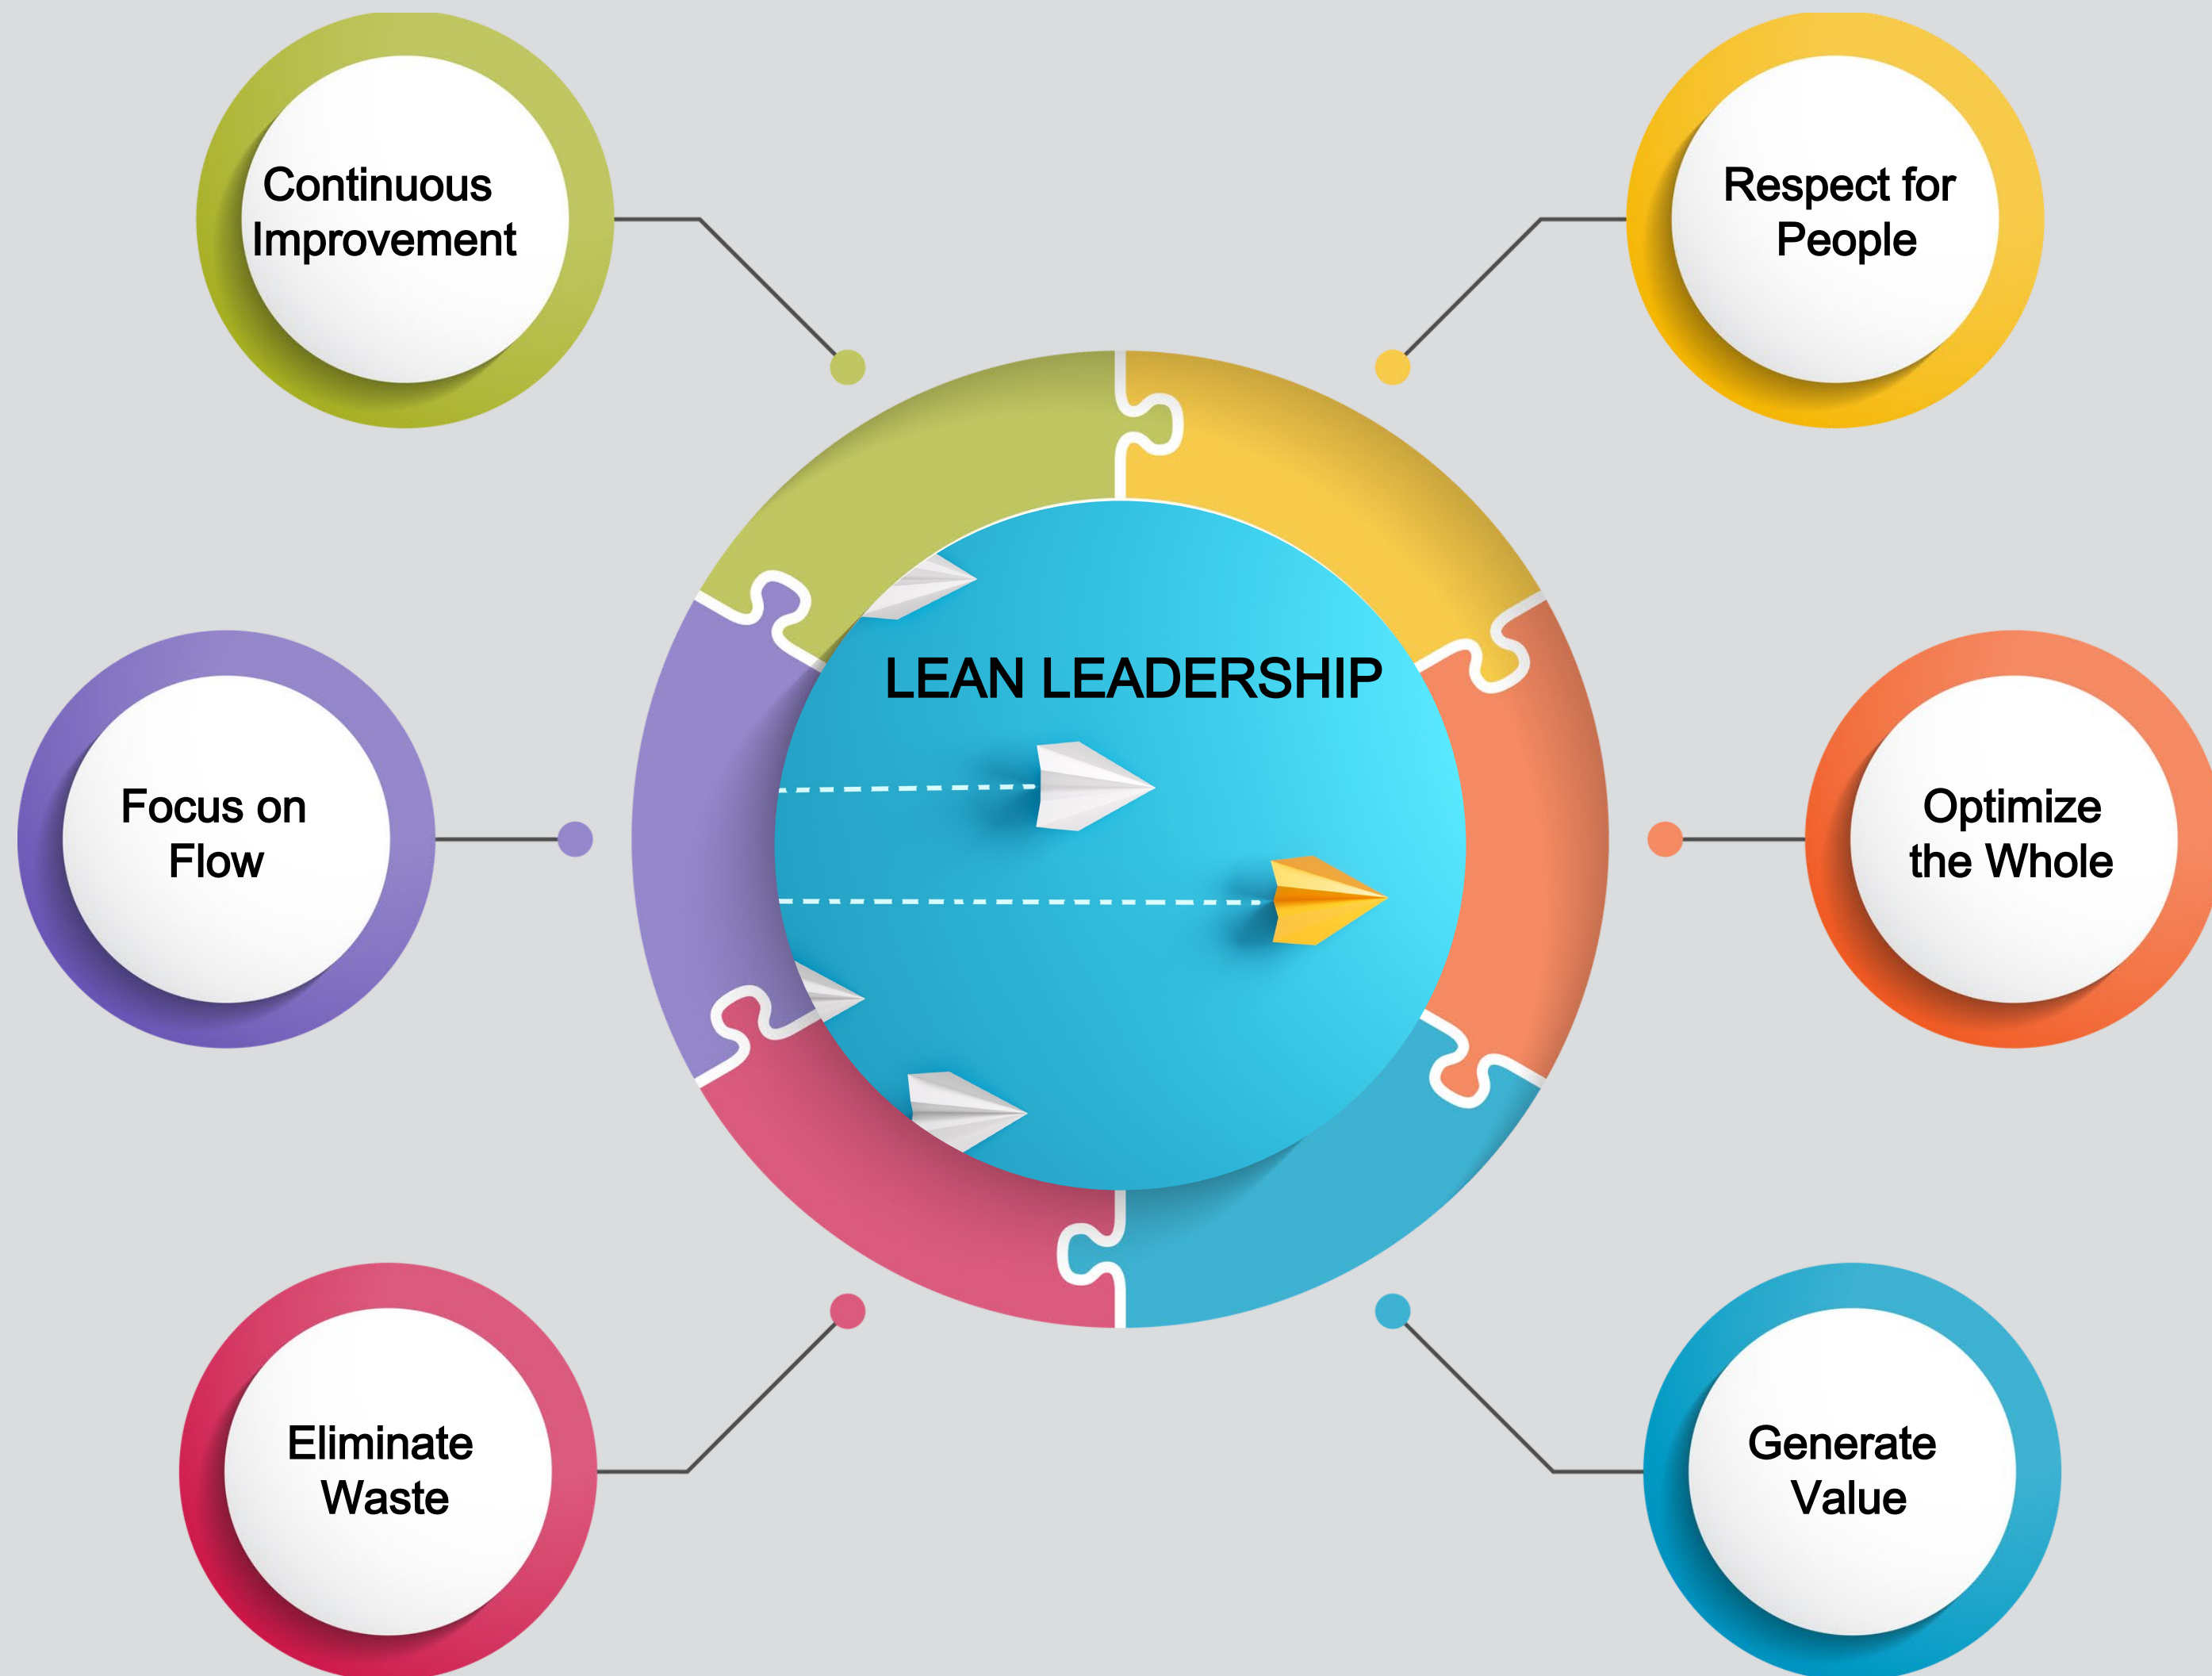 Continuous
Improvement
Respect for
People
LEAN LEADERSHIP
Focus on
Flow
Optimize
the Whole
Eliminate
Waste
Generate
Value